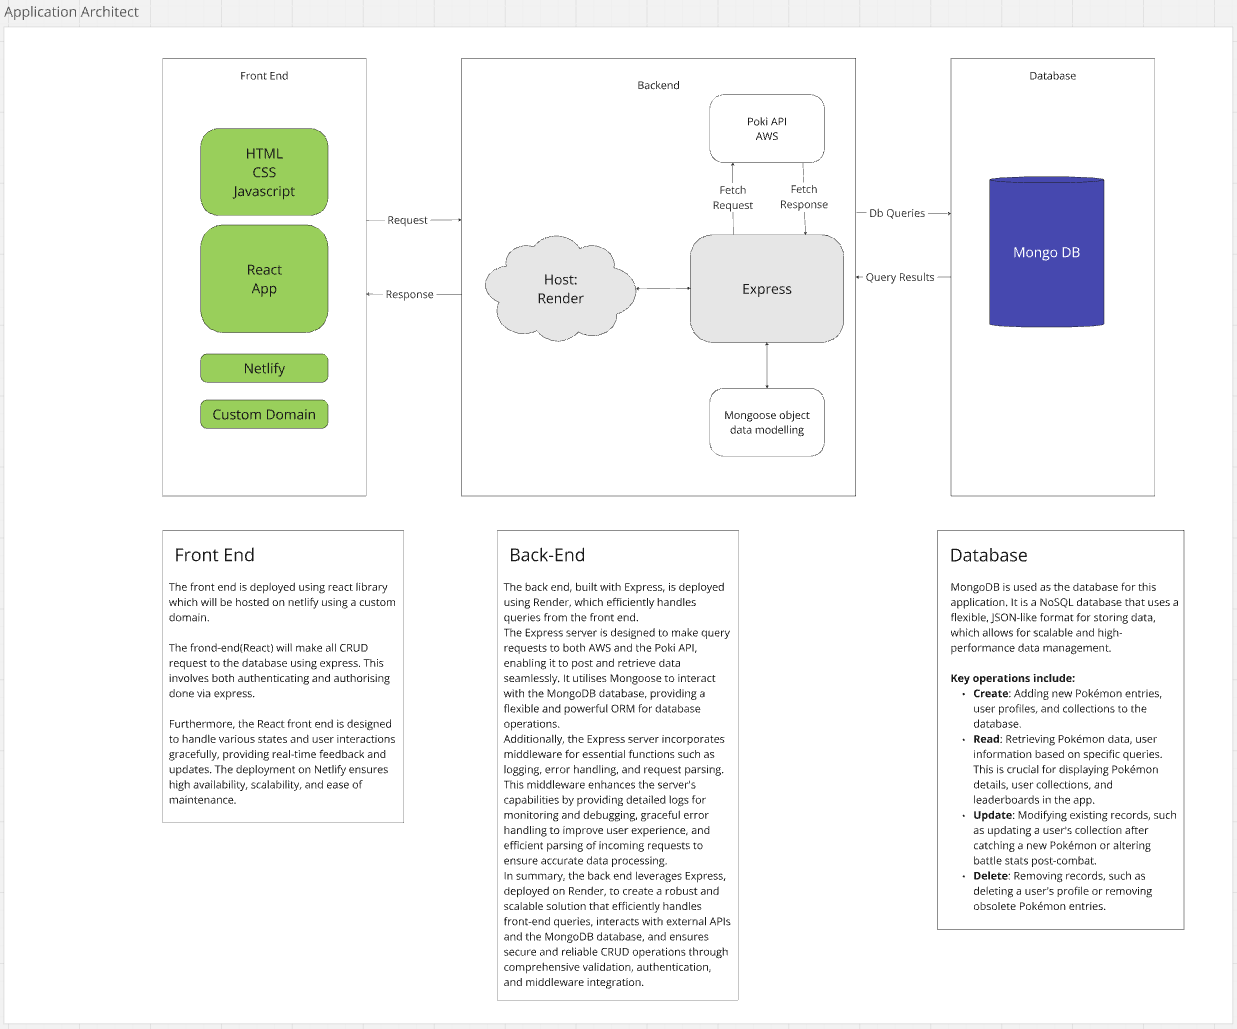 Application Architect
Front End
HTML
CSS
Javascript
React
App
Netlify
Custom Domain
Request
Response
Backend
Poki API
AWS
Fetch
Request
Fetch
Response
Host:
Render
Express
Mongoose object
data modelling
Db Queries
Query Results
Database
Mongo DB
Front End
The front end is deployed using react library
which will be hosted on netlify using a custom
domain.
The frond-end(React) will make all CRUD
request to the database using express. This
involves both authenticating and authorising
done via express.
Furthermore, the React front end is designed
to handle various states and user interactions
gracefully, providing real-time feedback and
updates. The deployment on Netlify ensures
high availability, scalability, and ease of
maintenance.
Back-End
The back end, built with Express, is deployed
using Render, which efficiently handles
queries from the front end.
The Express server is designed to make query
requests to both AWS and the Poki API,
enabling it to post and retrieve data
seamlessly. It utilises Mongoose to interact
with the MongoDB database, providing a
flexible and powerful ORM for database
operations.
Additionally, the Express server incorporates
middleware for essential functions such as
logging, error handling, and request parsing.
This middleware enhances the server's
capabilities by providing detailed logs for
monitoring and debugging, graceful error
handling to improve user experience, and
efficient parsing of incoming requests to
ensure accurate data processing.
In summary, the back end leverages Express,
deployed on Render, to create a robust and
scalable solution that efficiently handles
front-end queries, interacts with external APIs
and the MongoDB database, and ensures
secure and reliable CRUD operations through
comprehensive validation, authentication,
and middleware integration.
Database
MongoDB is used as the database for this
application. It is a NoSQL database that uses a
flexible, JSON-like format for storing data,
which allows for scalable and high-
performance data management.
Key operations include:
• Create: Adding new Pokémon entries,
user profiles, and collections to the
database.
• Read: Retrieving Pokémon data, user
information based on specific queries.
This is crucial for displaying Pokémon
details, user collections, and
leaderboards in the app.
• Update: Modifying existing records, such
as updating a user's collection after
catching a new Pokémon or altering
battle stats post-combat.
• Delete: Removing records, such as
deleting a user's profile or removing
obsolete Pokémon entries.